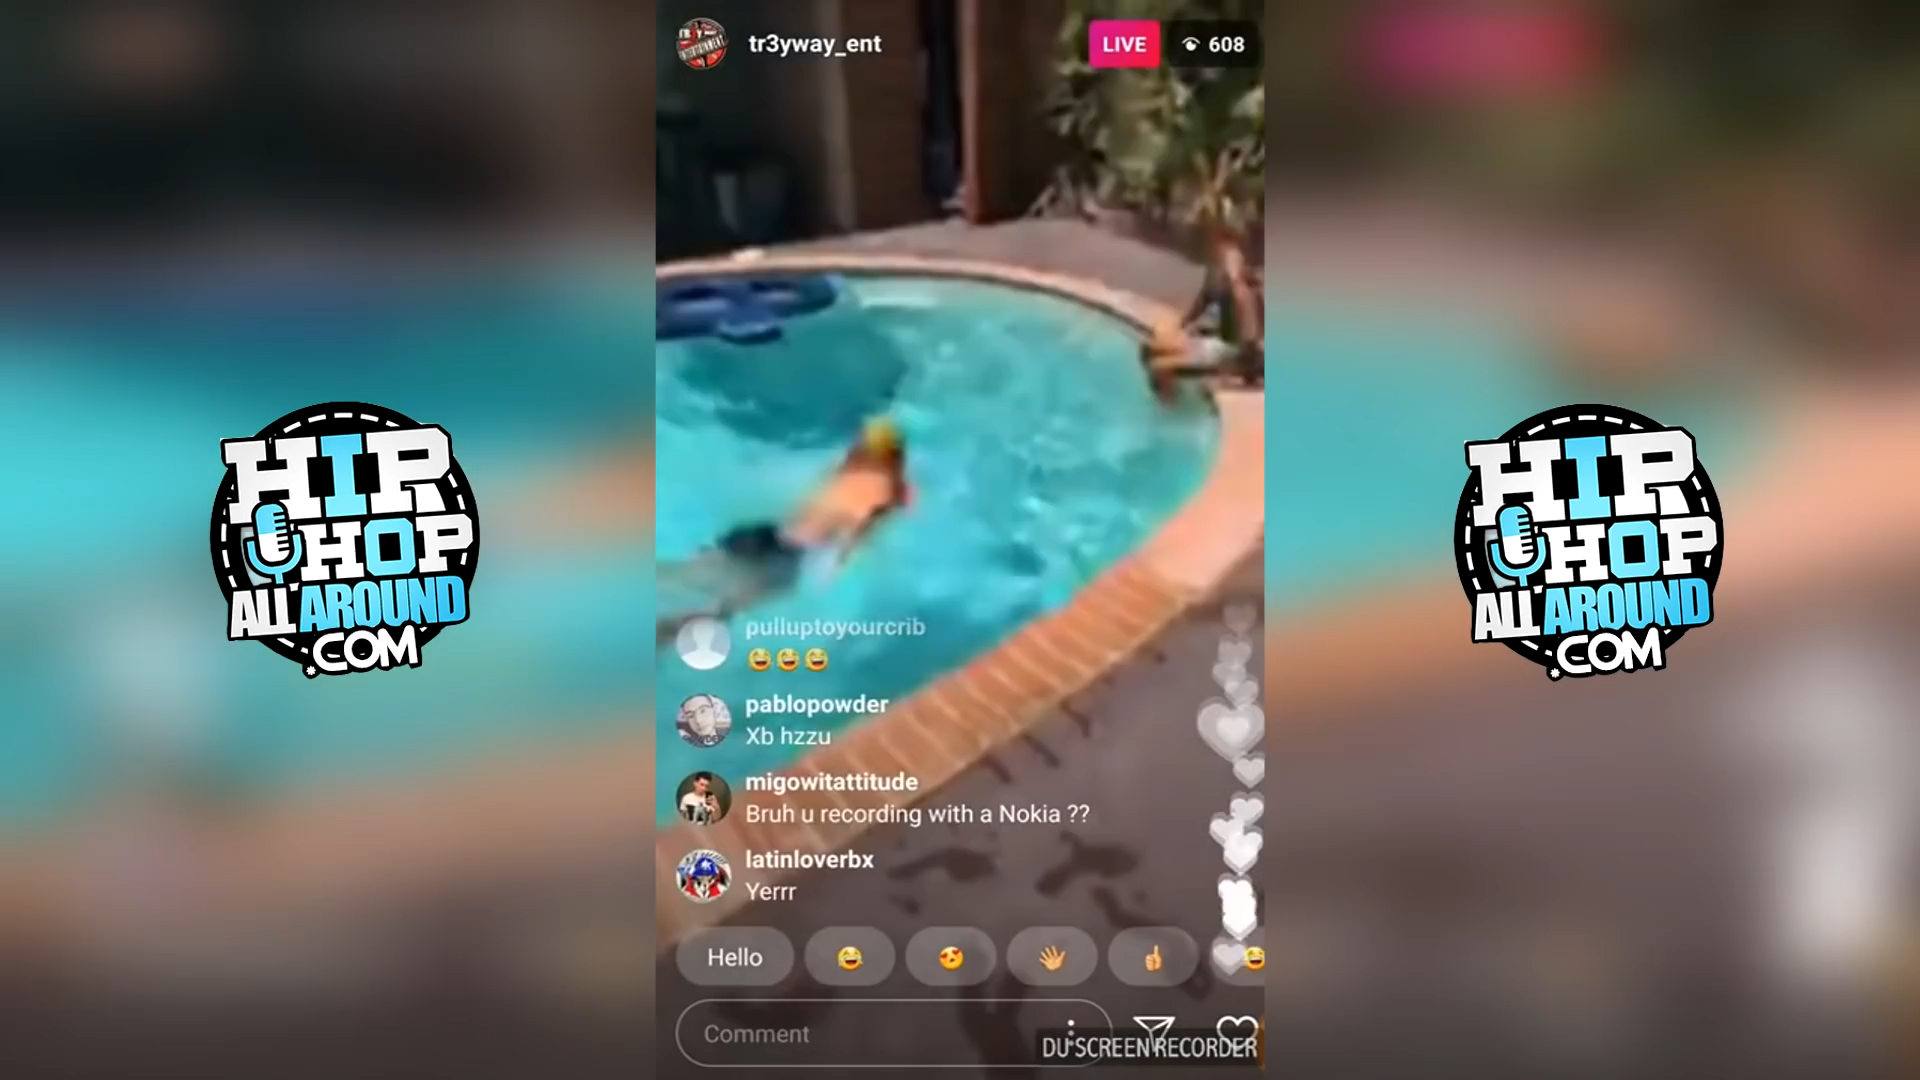 tr3yway_ent
LIVE
608
HIP
HOP
ALL AROUND
.COM
HIP
HOP
ALL AROUND
.COM
pulluptoyourcrib
😂😂😂
pablopowder
Xb hzzu
migowitattitude
Bruh u recording with a Nokia ??
latinloverbx
Yerrr
Hello 😂 😍 👋 👍 😂
Comment
DU SCREEN RECORDER